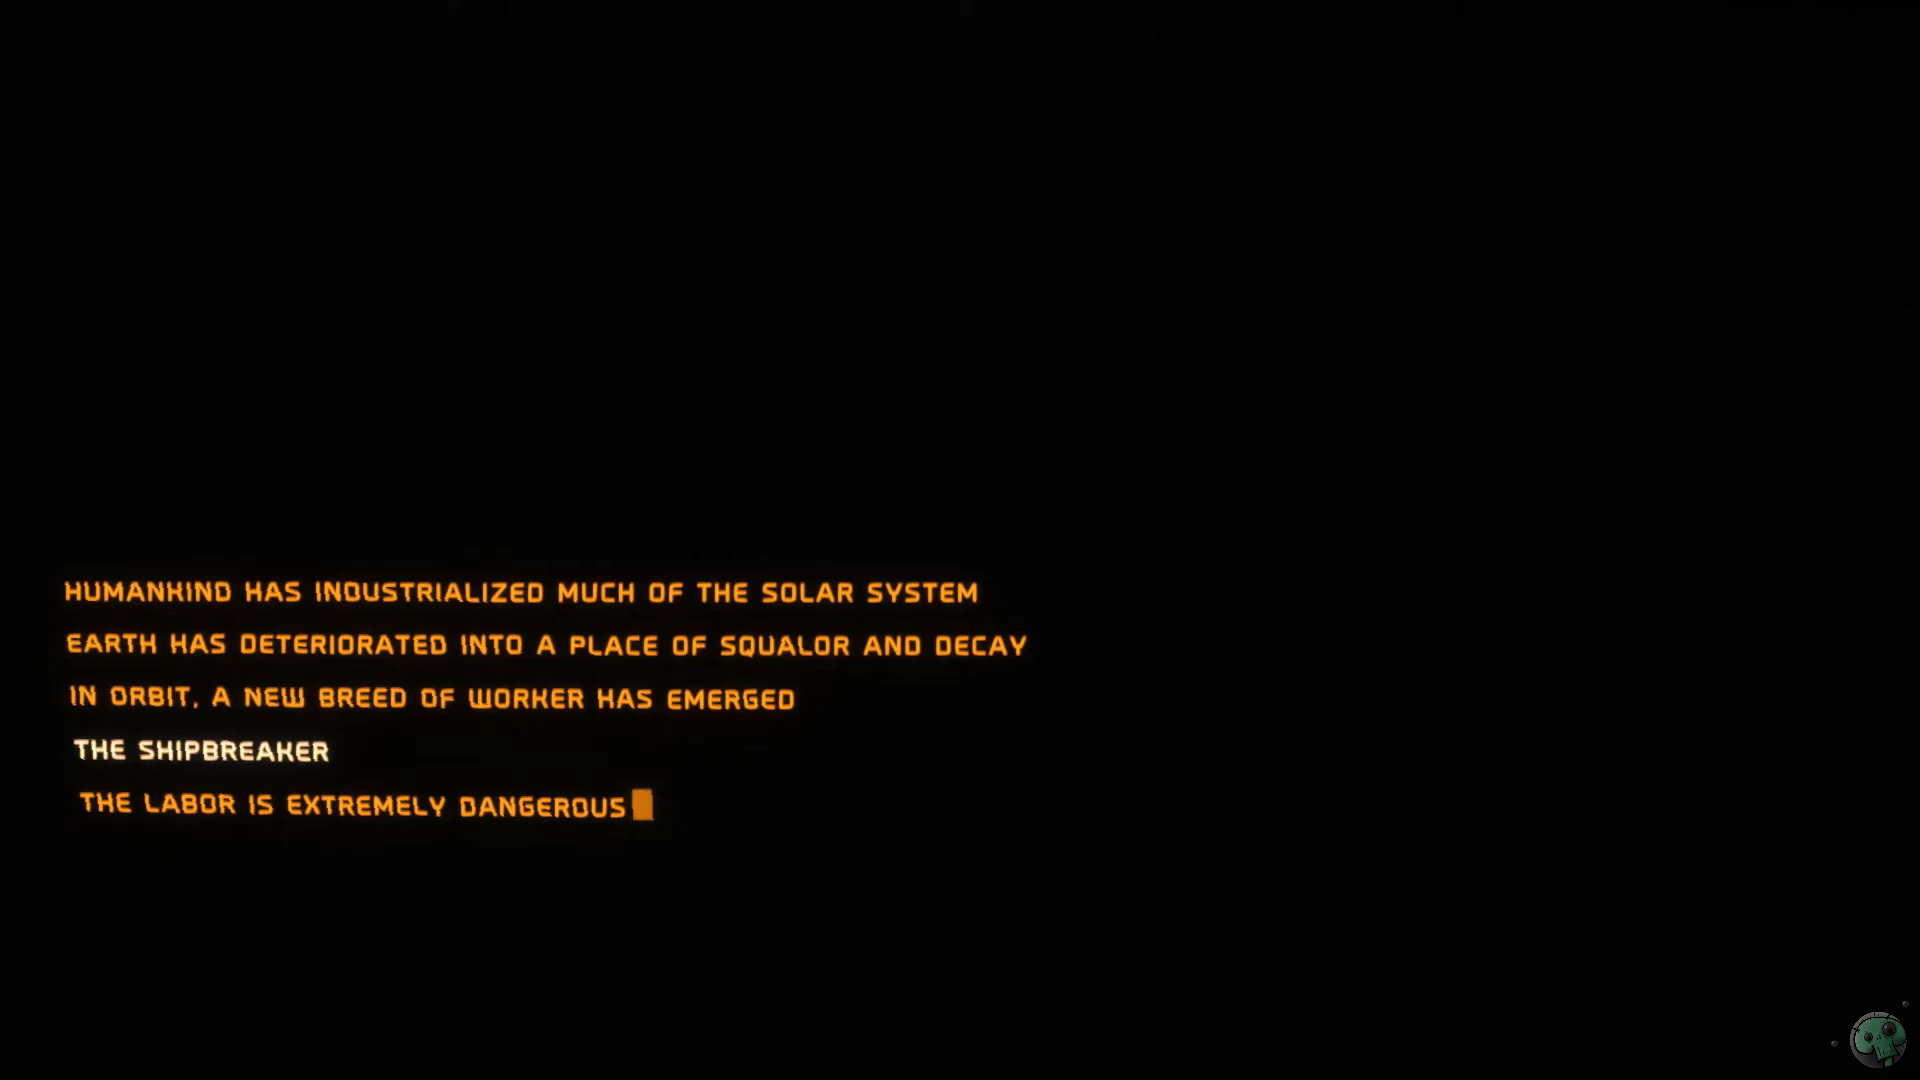 HUMANKIND HAS INDUSTRIALIZED MUCH OF THE SOLAR SYSTEM
EARTH HAS DETERIORATED INTO A PLACE OF SQUALOR AND DECAY
IN ORBIT, A NEW BREED OF WORKER HAS EMERGED
THE SHIPBREAKER
THE LABOR IS EXTREMELY DANGEROUS